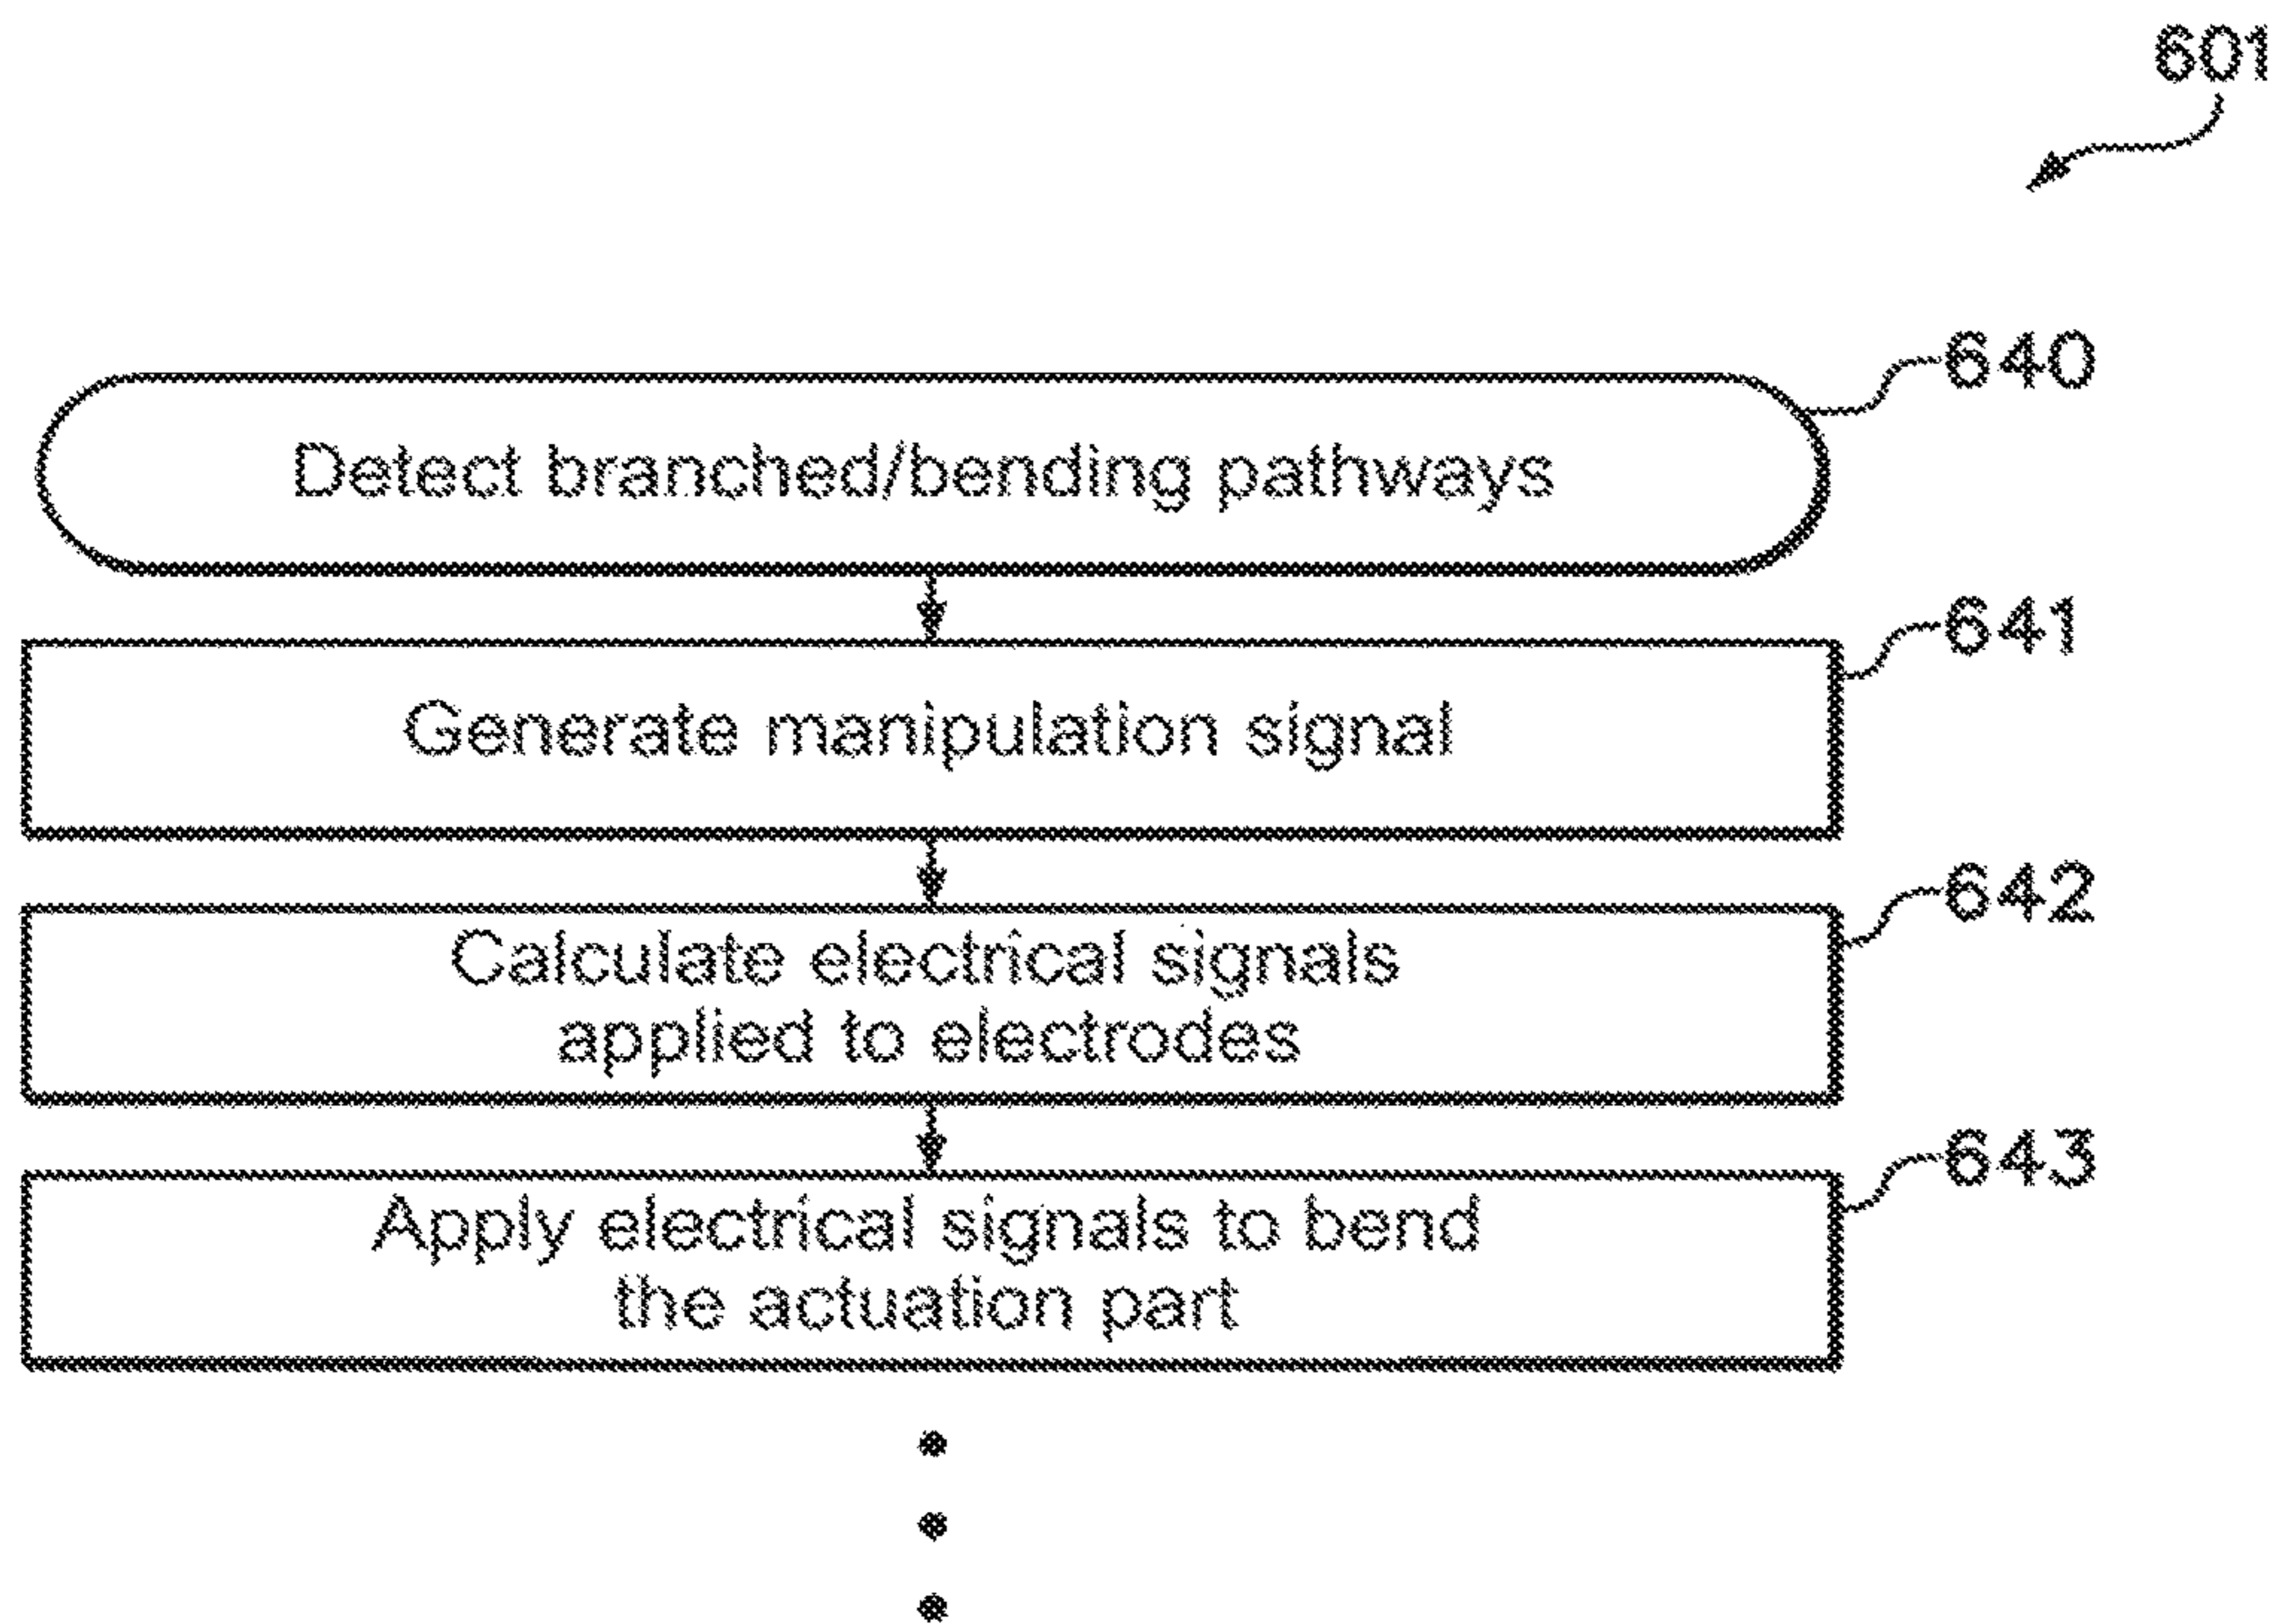 601
640
Detect branched/bending pathways
641
Generate manipulation signal
642
Calculate electrical signals
applied to electrodes
643
Apply electrical signals to bend
the actuation part